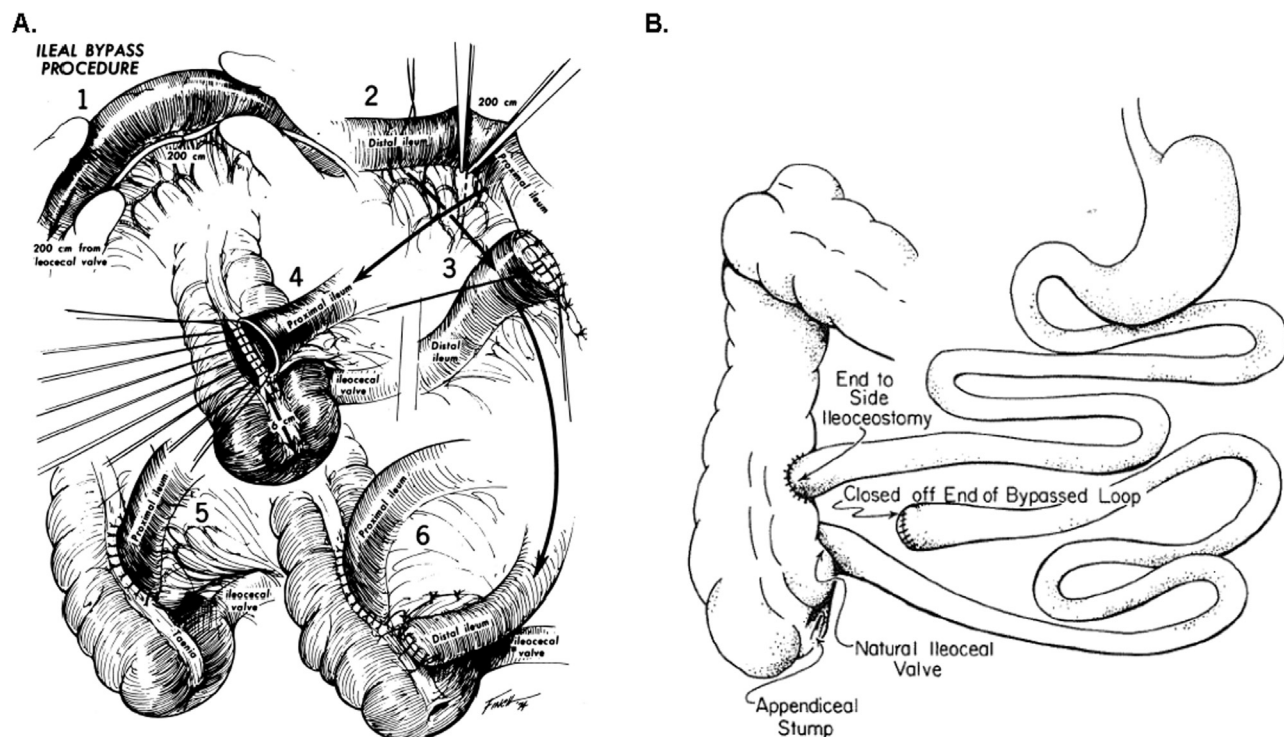 A.
ILEAL BYPASS
PROCEDURE
1
200 cm
200 cm from
ileocecal valve
2
200 cm
Distal ileum
Proximal ileum
3
Distal
ileum
4
Proximal ileum
ileocecal
valve
5
Proximal ileum
ileocecal
valve
Taenia
6
Proximal ileum
Distal ileum
ileocecal
valve
B.
End to
Side
Ileoceostomy
Closed off End of Bypassed Loop
Natural Ileoceal
Valve
Appendiceal
Stump